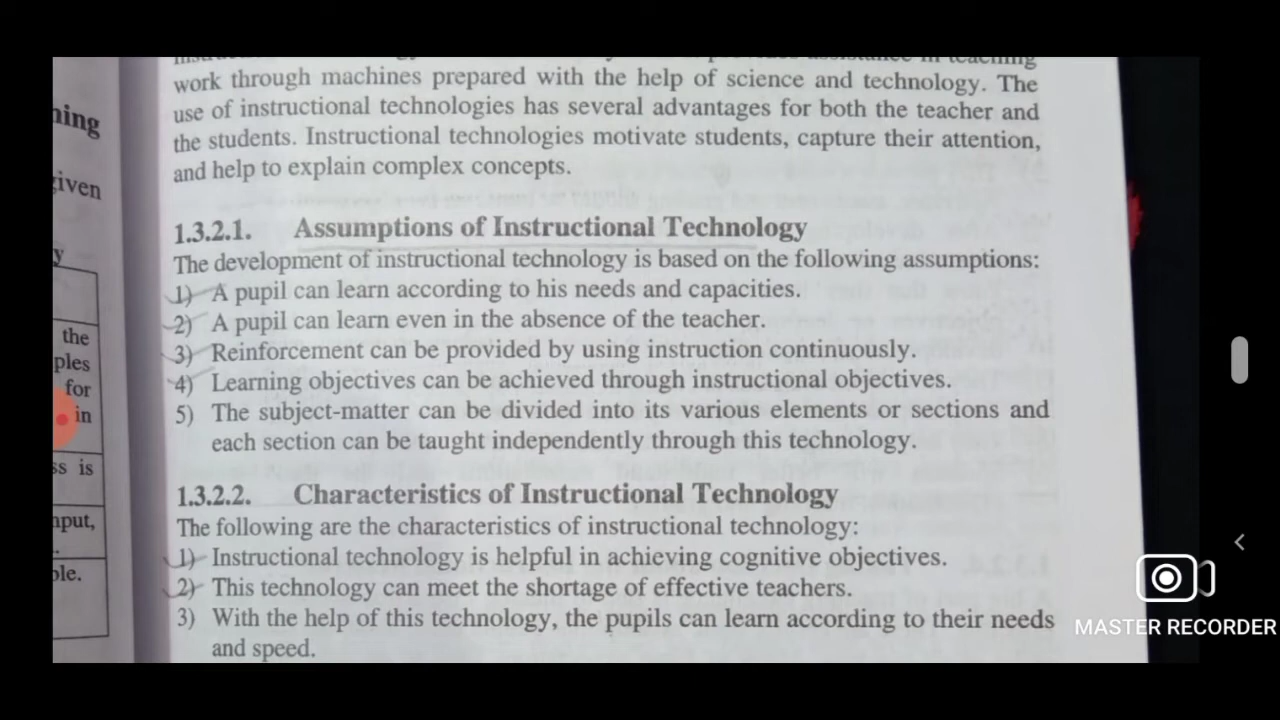 work through machines prepared with the help of science and technology. The
use of instructional technologies has several advantages for both the teacher and
the students. Instructional technologies motivate students, capture their attention,
and help to explain complex concepts.
1.3.2.1. Assumptions of Instructional Technology
The development of instructional technology is based on the following assumptions:
1) A pupil can learn according to his needs and capacities.
2) A pupil can learn even in the absence of the teacher.
3) Reinforcement can be provided by using instruction continuously.
4) Learning objectives can be achieved through instructional objectives.
5) The subject-matter can be divided into its various elements or sections and
each section can be taught independently through this technology.
1.3.2.2. Characteristics of Instructional Technology
The following are the characteristics of instructional technology:
1) Instructional technology is helpful in achieving cognitive objectives.
2) This technology can meet the shortage of effective teachers.
3) With the help of this technology, the pupils can learn according to their needs
and speed.
the
for
in
is
MASTER RECORDER